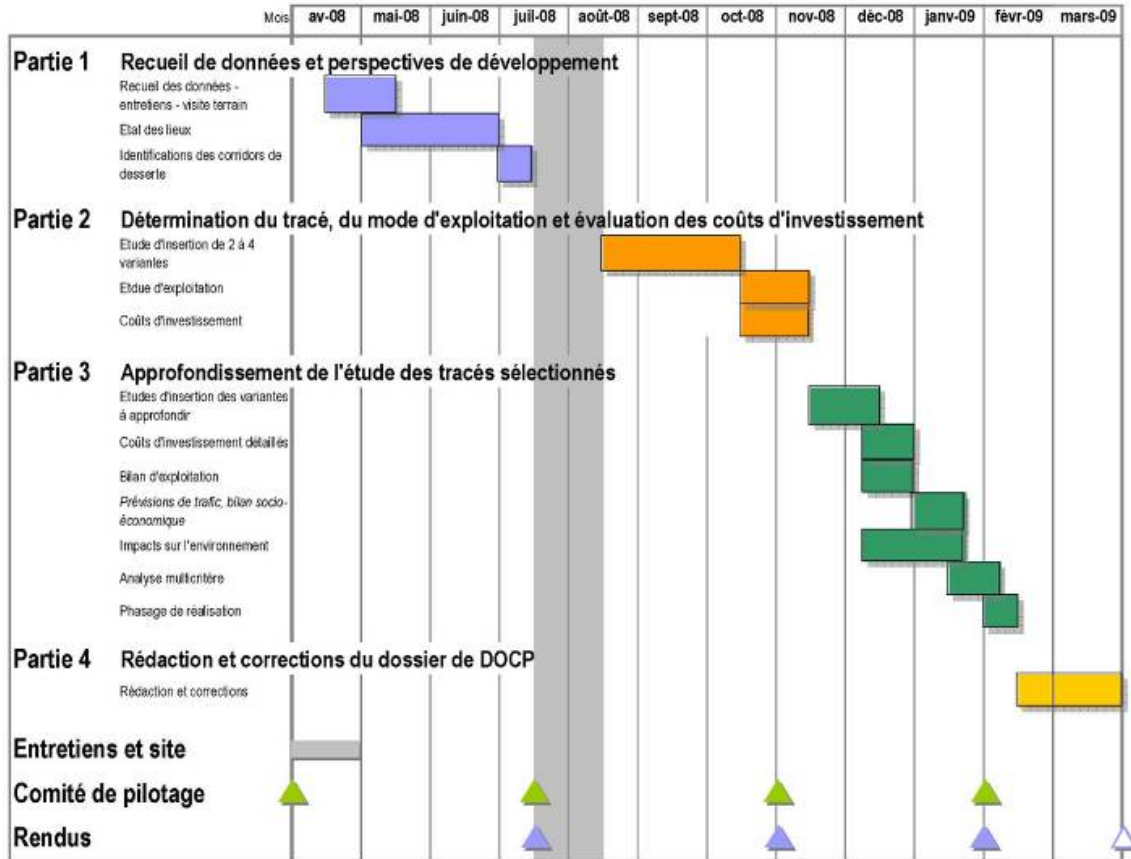 Mois av-08 mai-08 juin-08 juil-08 août-08 sept-08 oct-08 nov-08 déc-08 janv-09 févr-09 mars-09
Partie 1 Recueil de données et perspectives de développement
Recueil des données -
entretiens - visite terrain
Etat des lieux
Identifications des corridors de
desserte
Partie 2 Détermination du tracé, du mode d'exploitation et évaluation des coûts d'investissement
Etude d'insertion de 2 à 4
variantes
Etdue d'exploitation
Coûts d'investissement
Partie 3 Approfondissement de l'étude des tracés sélectionnés
Etudes d'insertion des variantes
à approfondir
Coûts d'investissement détaillés
Bilan d'exploitation
Prévisions de trafic, bilan socio-
économique
Impacts sur l'environnement
Analyse multicritère
Phasage de réalisation
Partie 4 Rédaction et corrections du dossier de DOCP
Rédaction et corrections
Entretiens et site
Comité de pilotage
Rendus